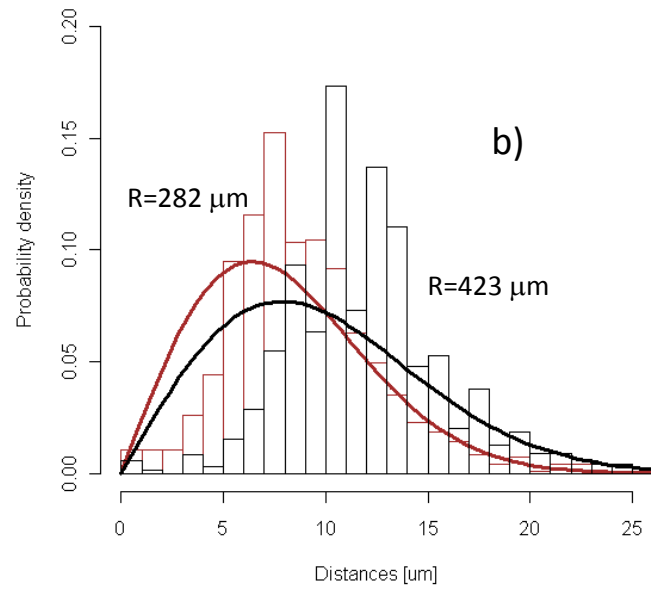 0.20
0.15
b)
R=282 μm
Probability density
0.10
R=423 μm
0.05
0.00
0 5 10 15 20 25
Distances [um]